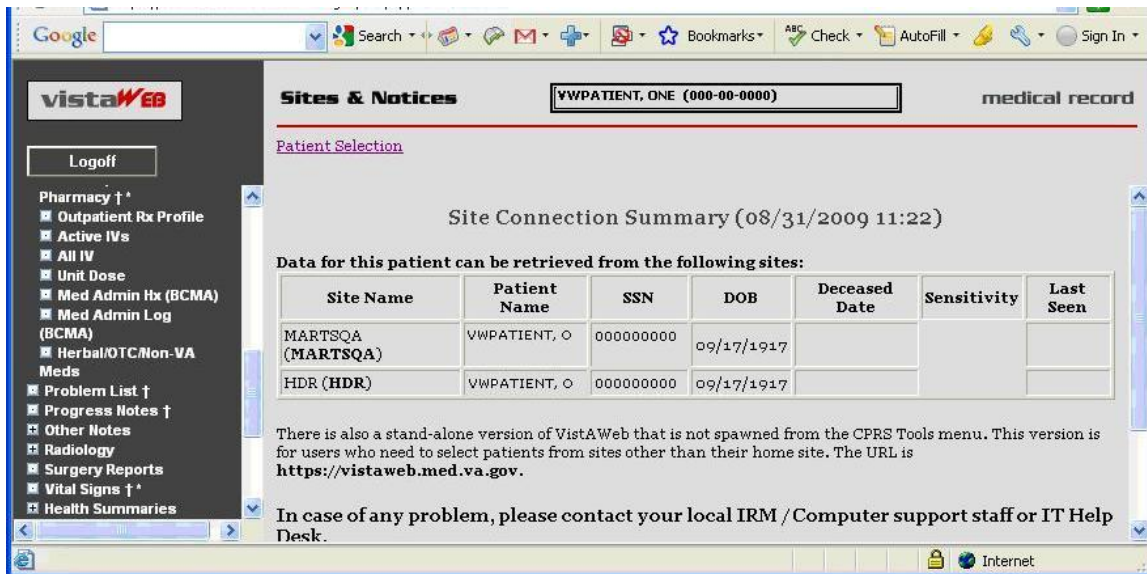 Google
Search
Bookmarks
Check
AutoFill
Sign In
vistaWEB
Sites & Notices
VWPATIENT, ONE (000-00-0000)
medical record
Logoff
Patient Selection
Pharmacy † *
Outpatient Rx Profile
Active IVs
All IV
Unit Dose
Med Admin Hx (BCMA)
Med Admin Log
(BCMA)
Herbal/OTC/Non-VA
Meds
Problem List †
Progress Notes †
Other Notes
Radiology
Surgery Reports
Vital Signs † *
Health Summaries
Site Connection Summary (08/31/2009 11:22)
Data for this patient can be retrieved from the following sites:
Site Name Patient Name SSN DOB Deceased Date Sensitivity Last Seen
MARTSQA (MARTSQA) VWPATIENT, O 000000000 09/17/1917
HDR (HDR) VWPATIENT, O 000000000 09/17/1917
There is also a stand-alone version of VistAWeb that is not spawned from the CPRS Tools menu. This version is
for users who need to select patients from sites other than their home site. The URL is
https://vistaweb.med.va.gov.
In case of any problem, please contact your local IRM / Computer support staff or IT Help
Desk.
Internet